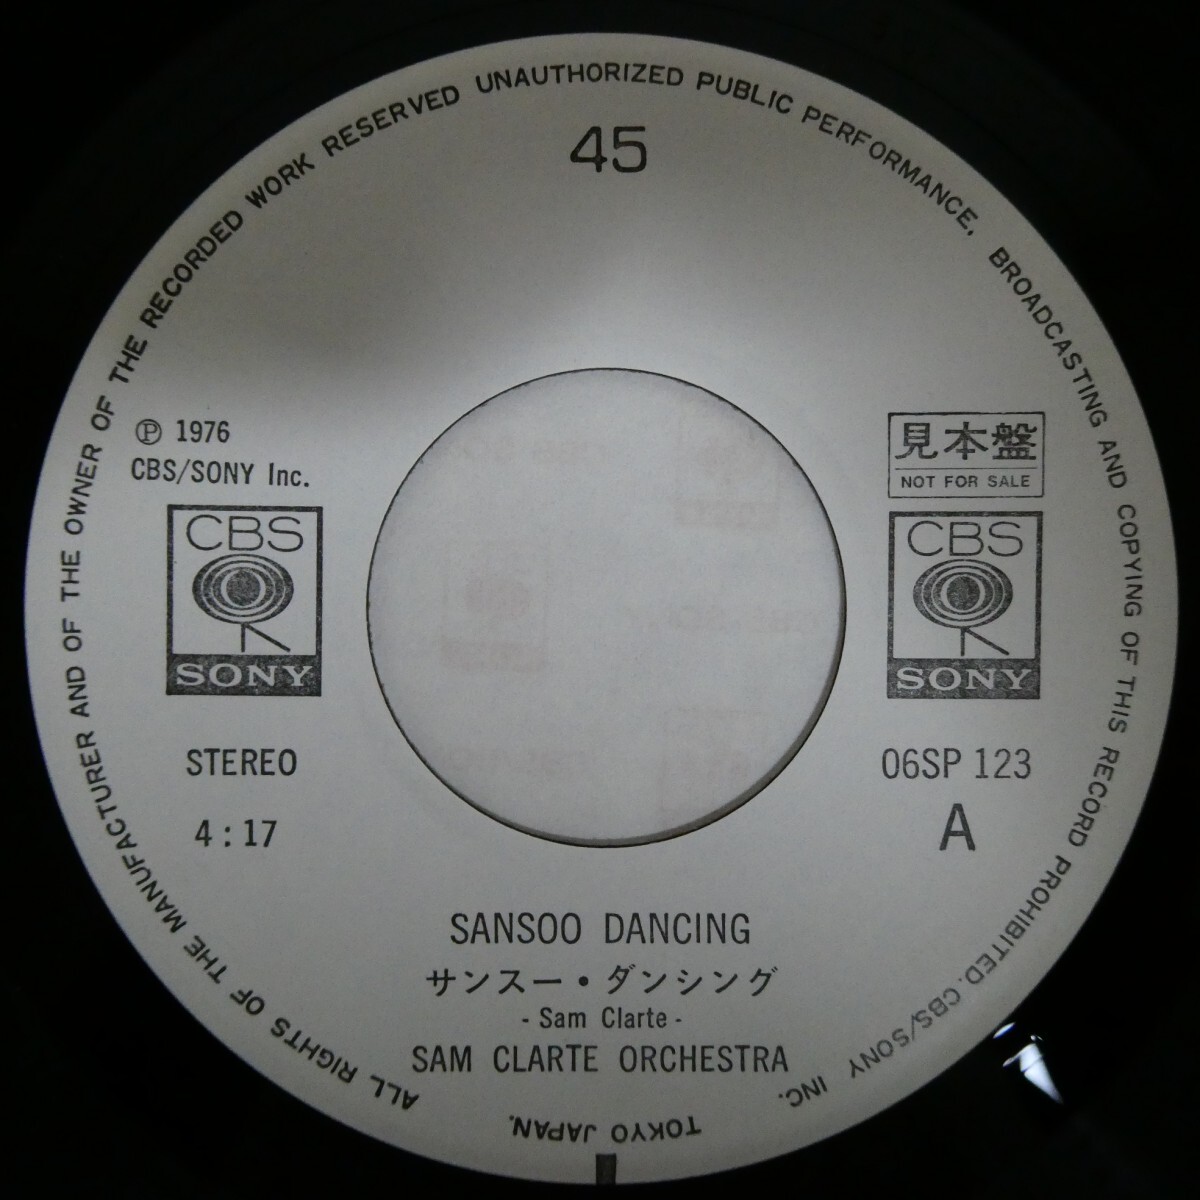 ALL RIGHTS OF THE MANUFACTURER AND OF THE OWNER OF THE RECORDED WORK RESERVED UNAUTHORIZED PUBLIC PERFORMANCE, BROADCASTING AND COPYING OF THIS RECORD PROHIBITED. CBS/SONY INC.
TOKYO JAPAN.
45
Ⓟ 1976
CBS/SONY Inc.
CBS
SONY
STEREO
4:17
見本盤
NOT FOR SALE
CBS
SONY
06SP 123
A
SANSOO DANCING
サンスー・ダンシング
- Sam Clarte -
SAM CLARTE ORCHESTRA